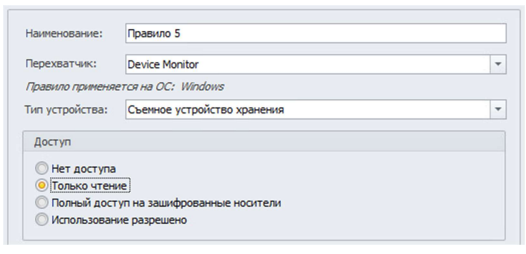 Наименование: Правило 5
Перехватчик: Device Monitor
Правило применяется на ОС: Windows
Тип устройства: Съемное устройство хранения
Доступ
Нет доступа
Только чтение
Полный доступ на зашифрованные носители
Использование разрешено